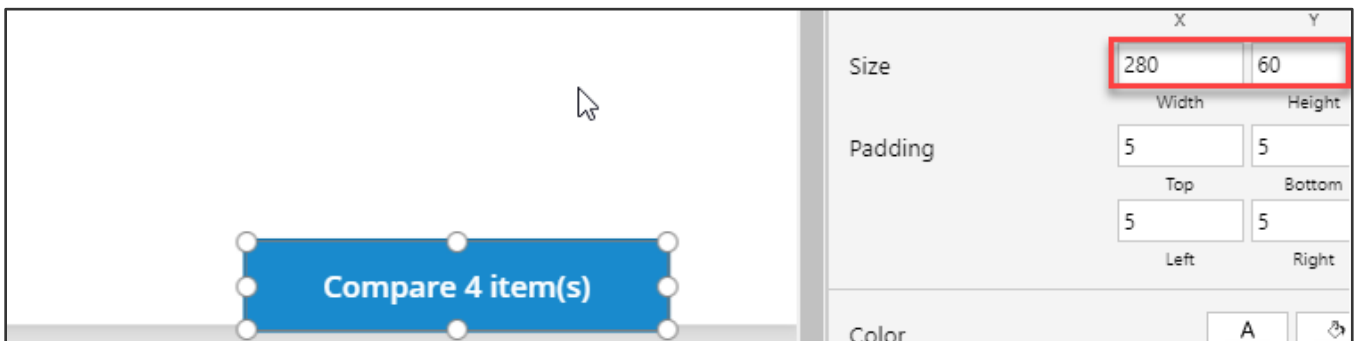 X Y
Size 280 60
Width Height
Padding 5 5
Top Bottom
5 5
Left Right
Compare 4 item(s)
Color A